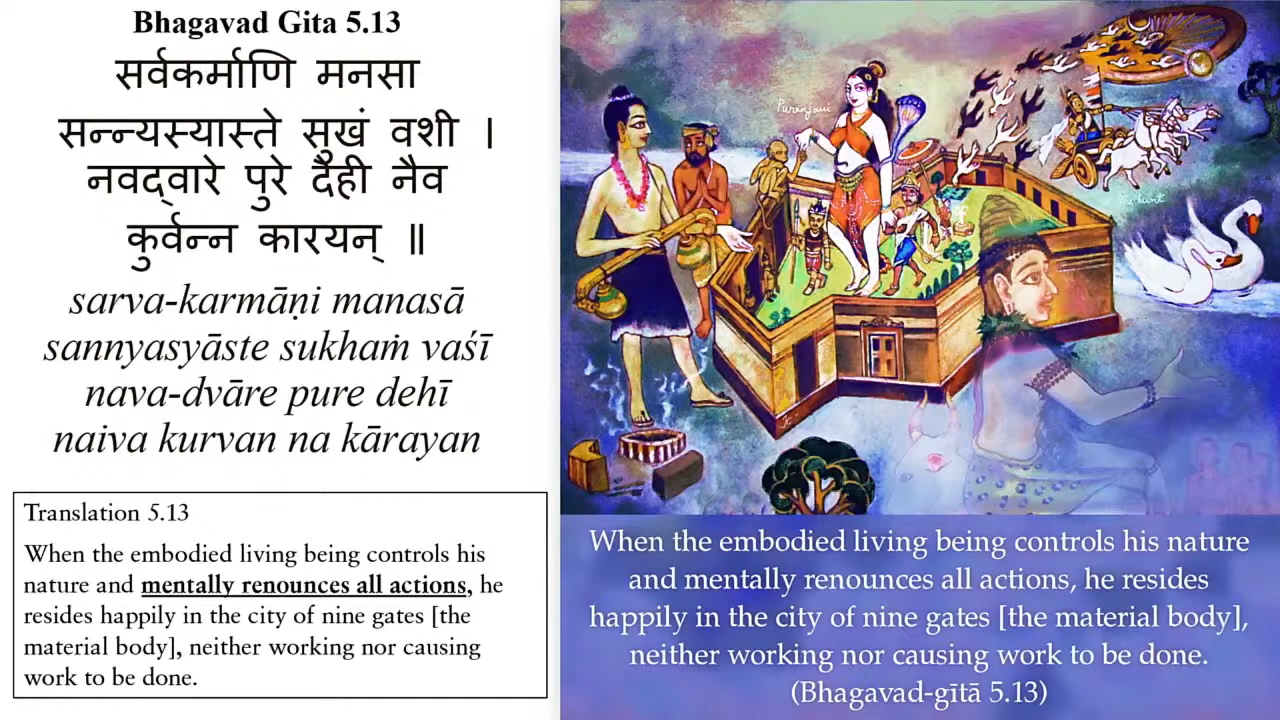 Bhagavad Gita 5.13
सर्वकर्माणि मनसा
सन्न्यस्यास्ते सुखं वशी ।
नवद्वारे पुरे देही नैव
कुर्वन्न कारयन् ॥
sarva-karmāṇi manasā
sannyasyāste sukhaṁ vaśī
nava-dvāre pure dehī
naiva kurvan na kārayan
Translation 5.13
When the embodied living being controls his
nature and mentally renounces all actions, he
resides happily in the city of nine gates [the
material body], neither working nor causing
work to be done.
Puranjani
The hunt
When the embodied living being controls his nature
and mentally renounces all actions, he resides
happily in the city of nine gates [the material body],
neither working nor causing work to be done.
(Bhagavad-gītā 5.13)